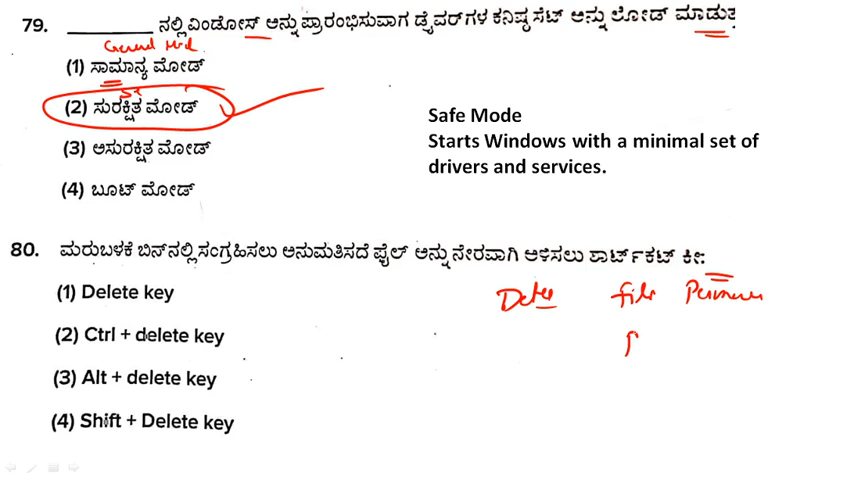 79. ________ ನಲ್ಲಿ ವಿಂಡೋಸ್ ಅನ್ನು ಪ್ರಾರಂಭಿಸುವಾಗ ಡ್ರೈವರ್‌ಗಳ ಕನಿಷ್ಠ ಸೆಟ್ ಅನ್ನು ಲೋಡ್ ಮಾಡುತ್ತ
(1) ಸಾಮಾನ್ಯ ಮೋಡ್
(2) ಸುರಕ್ಷಿತ ಮೋಡ್
Safe Mode
Starts Windows with a minimal set of
drivers and services.
(3) ಅಸುರಕ್ಷಿತ ಮೋಡ್
(4) ಬೂಟ್ ಮೋಡ್
80. ಮರುಬಳಕೆ ಬಿನ್‌ನಲ್ಲಿ ಸಂಗ್ರಹಿಸಲು ಅನುಮತಿಸದೆ ಫೈಲ್ ಅನ್ನು ನೇರವಾಗಿ ಅಳಿಸಲು ಶಾರ್ಟ್‌ಕಟ್ ಕೀ:
(1) Delete key
file
(2) Ctrl + delete key
(3) Alt + delete key
(4) Shift + Delete key